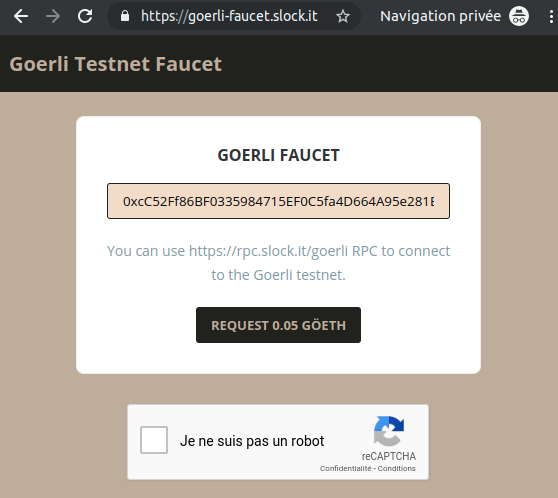 https://goerli-faucet.slock.it Navigation privée
Goerli Testnet Faucet
GOERLI FAUCET
0xcC52Ff86BF0335984715EF0C5fa4D664A95e281E
You can use https://rpc.slock.it/goerli RPC to connect
to the Goerli testnet.
REQUEST 0.05 GÖETH
Je ne suis pas un robot
reCAPTCHA
Confidentialité - Conditions